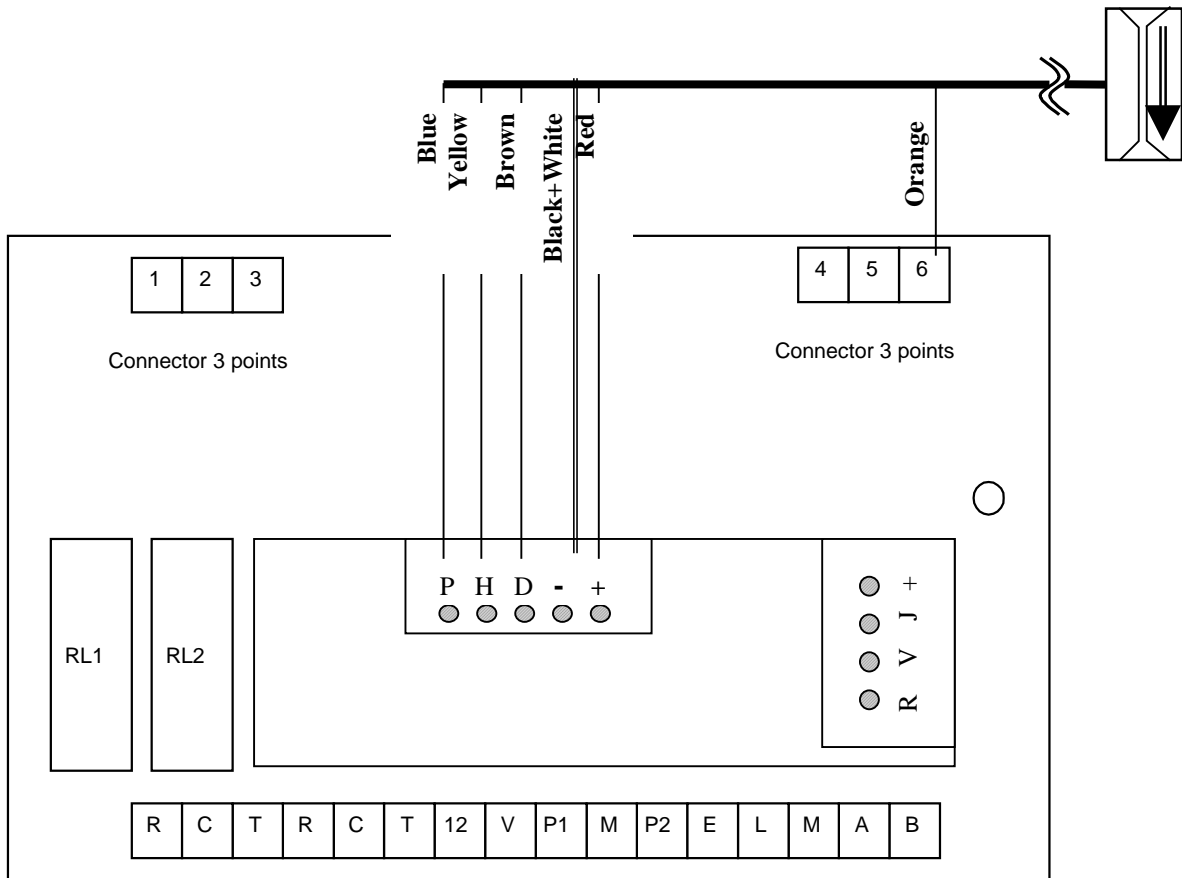 Blue
Yellow
Brown
Black+White
Red
Orange
1 2 3
4 5 6
Connector 3 points
Connector 3 points
P H D - +
+
J
V
R
RL1
RL2
R C T R C T 12 V P1 M P2 E L M A B